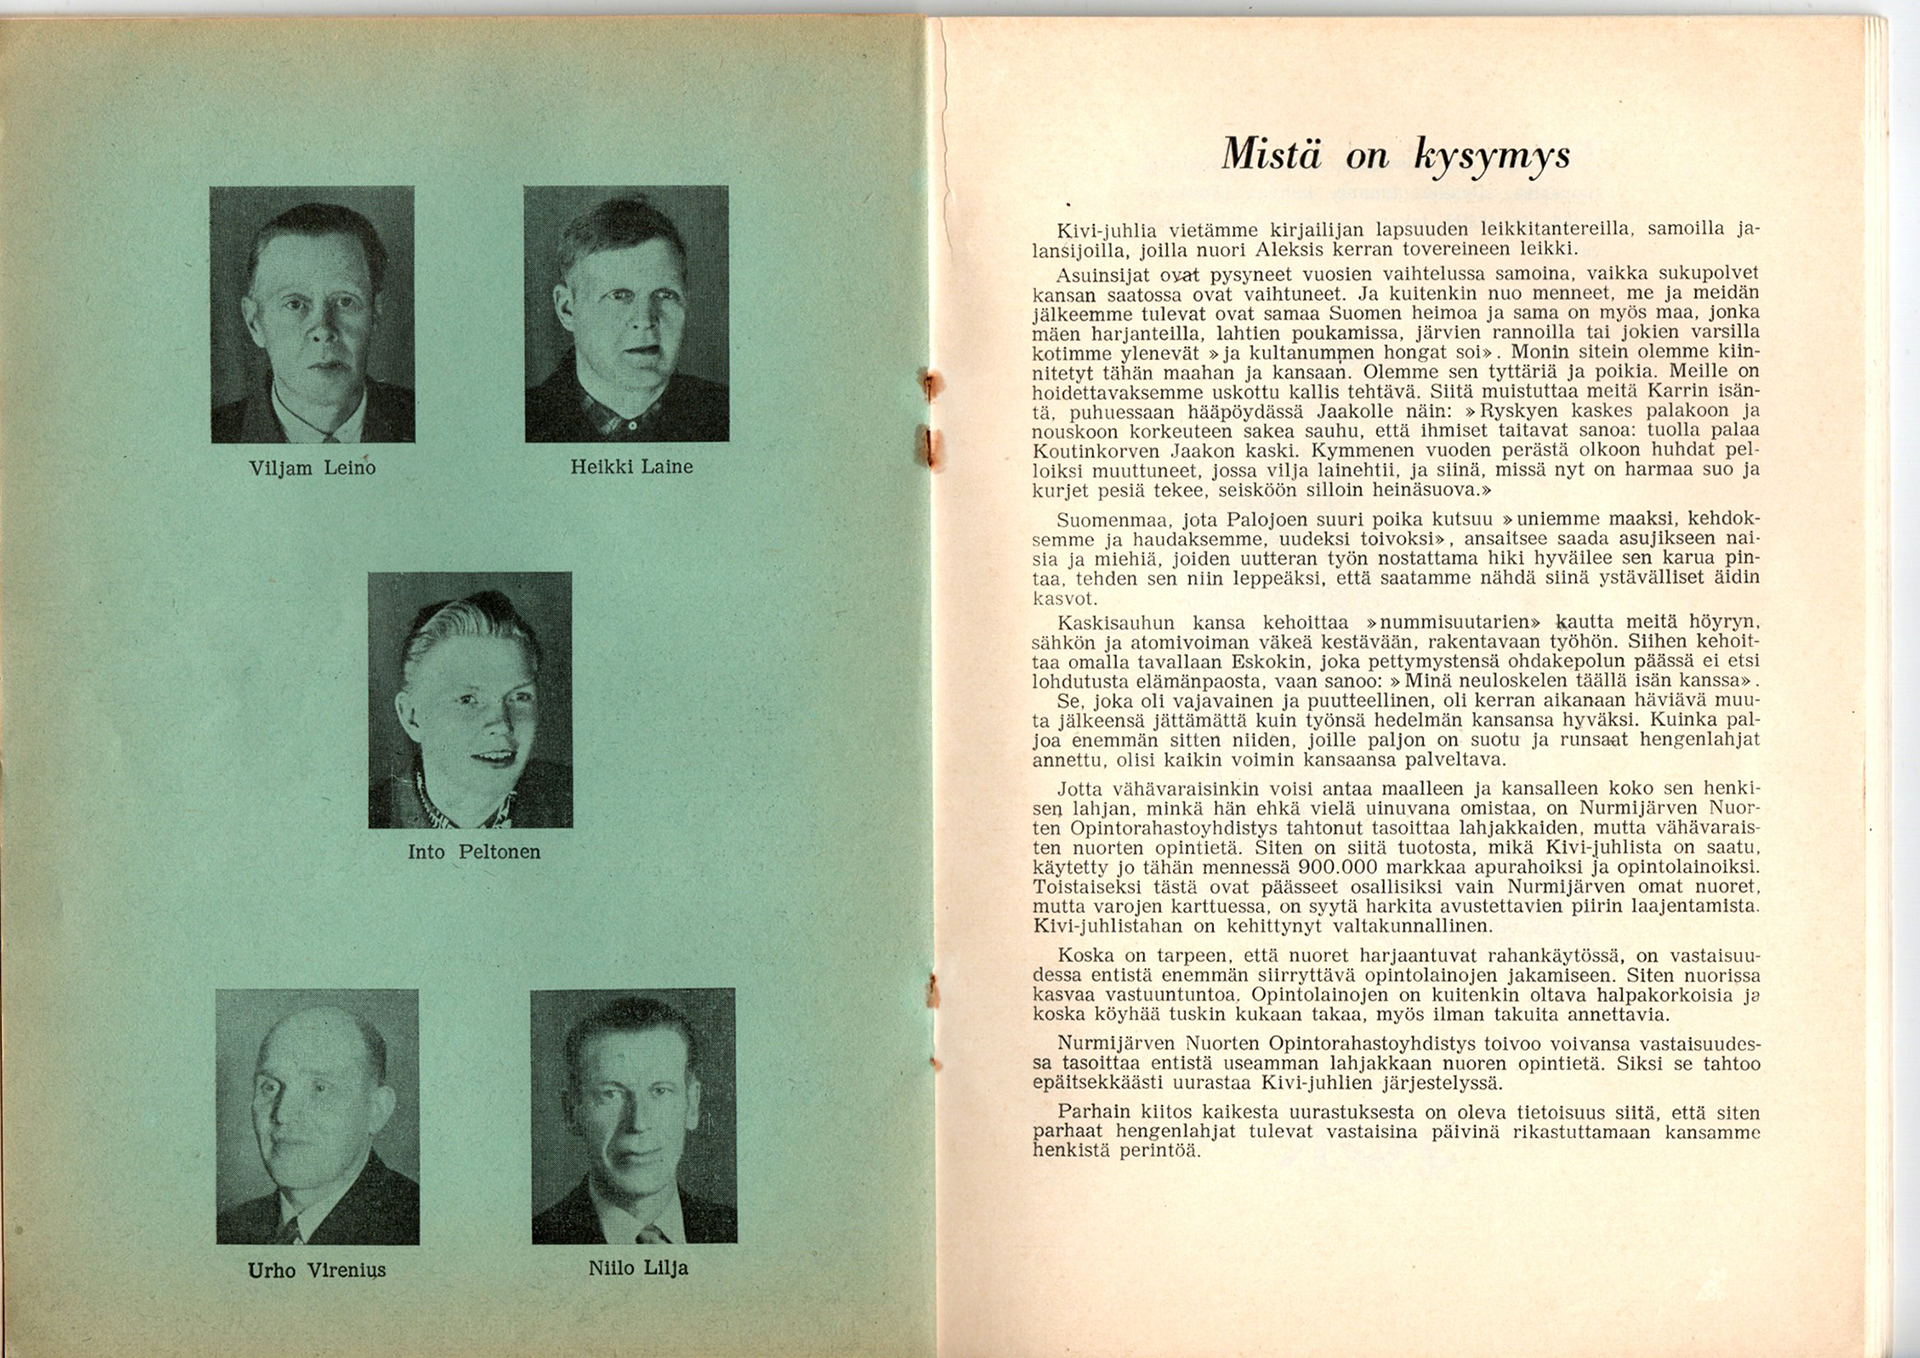 Viljam Leino
Heikki Laine
Into Peltonen
Urho Virenius
Niilo Lilja
Mistä on kysymys
Kivi-juhlia vietämme kirjailijan lapsuuden leikkitantereilla, samoilla ja-
lansijoilla, joilla nuori Aleksis kerran tovereineen leikki.
Asuinsijat ovat pysyneet vuosien vaihtelussa samoina, vaikka sukupolvet
kansan saatossa ovat vaihtuneet. Ja kuitenkin nuo menneet, me ja meidän
jälkeemme tulevat ovat samaa Suomen heimoa ja sama on myös maa, jonka
mäen harjanteilla, lahtien poukamissa, järvien rannoilla tai jokien varsilla
kotimme ylenevät »ja kultanummen hongat soi». Monin sitein olemme kiin-
nitetyt tähän maahan ja kansaan. Olemme sen tyttäriä ja poikia. Meille on
hoidettavaksemme uskottu kallis tehtävä. Siitä muistuttaa meitä Karrin isän-
tä, puhuessaan hääpöydässä Jaakolle näin: »Ryskyen kaskes palakoon ja
nouskoon korkeuteen sakea sauhu, että ihmiset taitavat sanoa: tuolla palaa
Koutinkorven Jaakon kaski. Kymmenen vuoden perästä olkoon huhdat pel-
loiksi muuttuneet, jossa vilja lainehtii, ja siinä, missä nyt on harmaa suo ja
kurjet pesiä tekee, seisköön silloin heinäsuova.»
Suomenmaa, jota Palojoen suuri poika kutsuu »uniemme maaksi, kehdok-
semme ja haudaksemme, uudeksi toivoksi», ansaitsee saada asujikseen nai-
sia ja miehiä, joiden uutteran työn nostattama hiki hyväilee sen karua pin-
taa, tehden sen niin leppeäksi, että saatamme nähdä siinä ystävälliset äidin
kasvot.
Kaskisauhun kansa kehoittaa »nummisuutarien» kautta meitä höyryn,
sähkön ja atomivoiman väkeä kestävään, rakentavaan työhön. Siihen kehoit-
taa omalla tavallaan Eskokin, joka pettymystensä ohdakepolun päässä ei etsi
lohdutusta elämänpaosta, vaan sanoo: »Minä neuloskelen täällä isän kanssa».
Se, joka oli vajavainen ja puutteellinen, oli kerran aikanaan häviävä muu-
ta jälkeensä jättämättä kuin työnsä hedelmän kansansa hyväksi. Kuinka pal-
joa enemmän sitten niiden, joille paljon on suotu ja runsaat hengenlahjat
annettu, olisi kaikin voimin kansaansa palveltava.
Jotta vähävaraisinkin voisi antaa maalleen ja kansalleen koko sen henki-
sen lahjan, minkä hän ehkä vielä uinuvana omistaa, on Nurmijärven Nuor-
ten Opintorahastoyhdistys tahtonut tasoittaa lahjakkaiden, mutta vähävarais-
ten nuorten opintietä. Siten on siitä tuotosta, mikä Kivi-juhlista on saatu,
käytetty jo tähän mennessä 900.000 markkaa apurahoiksi ja opintolainoiksi.
Toistaiseksi tästä ovat päässeet osallisiksi vain Nurmijärven omat nuoret,
mutta varojen karttuessa, on syytä harkita avustettavien piirin laajentamista.
Kivi-juhlistahan on kehittynyt valtakunnallinen.
Koska on tarpeen, että nuoret harjaantuvat rahankäytössä, on vastaisuu-
dessa entistä enemmän siirryttävä opintolainojen jakamiseen. Siten nuorissa
kasvaa vastuuntuntoa. Opintolainojen on kuitenkin oltava halpakorkoisia ja
koska köyhää tuskin kukaan takaa, myös ilman takuita annettavia.
Nurmijärven Nuorten Opintorahastoyhdistys toivoo voivansa vastaisuudes-
sa tasoittaa entistä useamman lahjakkaan nuoren opintietä. Siksi se tahtoo
epäitsekkäästi uurastaa Kivi-juhlien järjestelyssä.
Parhain kiitos kaikesta uurastuksesta on oleva tietoisuus siitä, että siten
parhaat hengenlahjat tulevat vastaisina päivinä rikastuttamaan kansamme
henkistä perintöä.